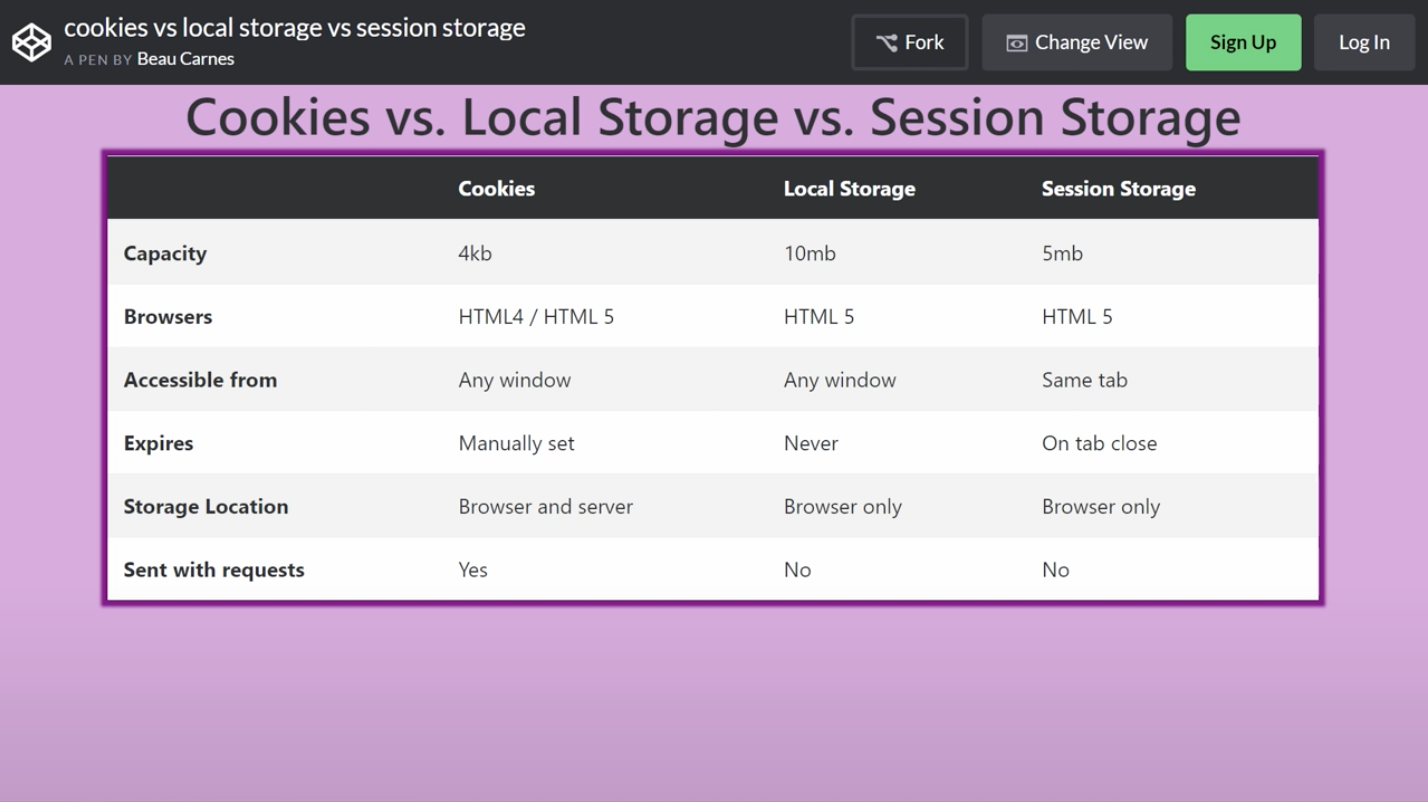 cookies vs local storage vs session storage
A PEN BY Beau Carnes
Fork
Change View
Sign Up
Log In
Cookies vs. Local Storage vs. Session Storage
Cookies Local Storage Session Storage
Capacity 4kb 10mb 5mb
Browsers HTML4 / HTML 5 HTML 5 HTML 5
Accessible from Any window Any window Same tab
Expires Manually set Never On tab close
Storage Location Browser and server Browser only Browser only
Sent with requests Yes No No